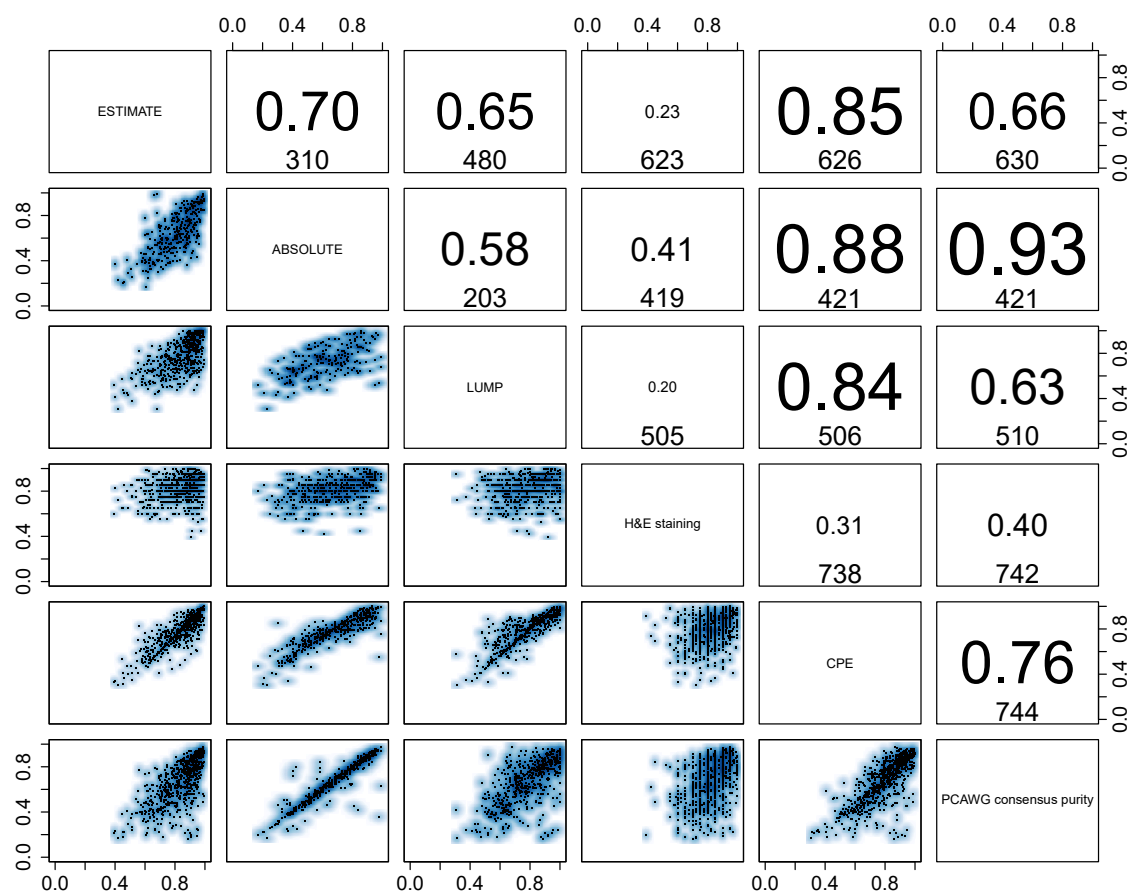 0.0 0.4 0.8 0.0 0.4 0.8 0.0 0.4 0.8
ESTIMATE 0.70 0.65 0.23 0.85 0.66
310 480 623 626 630
0.0 0.4 0.8
0.0 0.4 0.8
ABSOLUTE 0.58 0.41 0.88 0.93
203 419 421 421
LUMP 0.20 0.84 0.63
505 506 510
0.0 0.4 0.8
0.0 0.4 0.8
H&E staining 0.31 0.40
738 742
CPE 0.76
744
0.0 0.4 0.8
0.0 0.4 0.8
PCAWG consensus purity
0.0 0.4 0.8 0.0 0.4 0.8 0.0 0.4 0.8